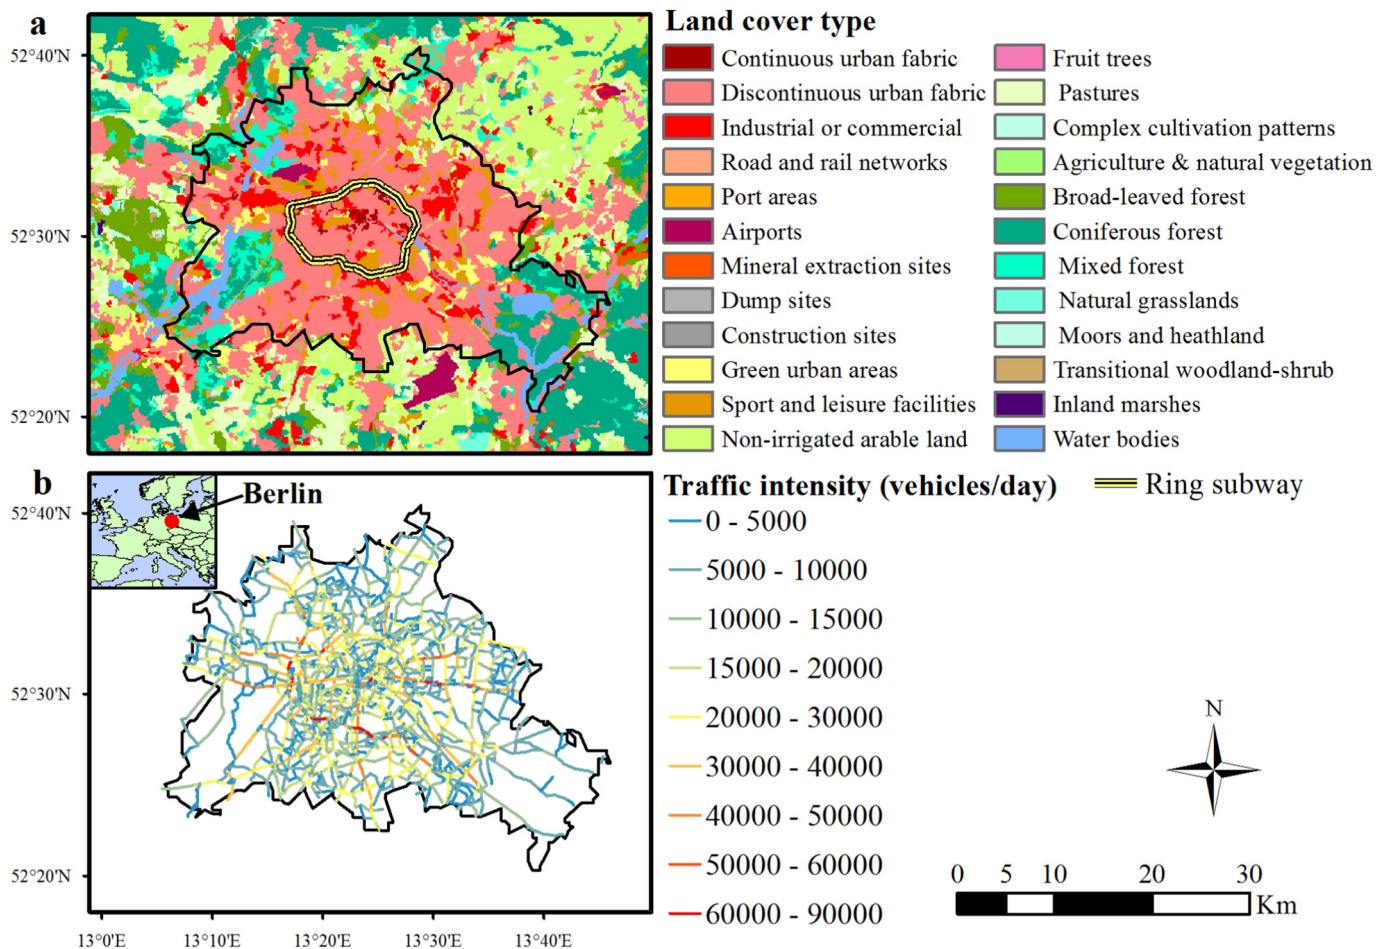 a
52°40'N
52°30'N
52°20'N
Land cover type
Continuous urban fabric
Discontinuous urban fabric
Industrial or commercial
Road and rail networks
Port areas
Airports
Mineral extraction sites
Dump sites
Construction sites
Green urban areas
Sport and leisure facilities
Non-irrigated arable land
Fruit trees
Pastures
Complex cultivation patterns
Agriculture & natural vegetation
Broad-leaved forest
Coniferous forest
Mixed forest
Natural grasslands
Moors and heathland
Transitional woodland-shrub
Inland marshes
Water bodies
b
Berlin
52°40'N
52°30'N
52°20'N
13°0'E 13°10'E 13°20'E 13°30'E 13°40'E
Traffic intensity (vehicles/day)
0 - 5000
5000 - 10000
10000 - 15000
15000 - 20000
20000 - 30000
30000 - 40000
40000 - 50000
50000 - 60000
60000 - 90000
Ring subway
N
0 5 10 20 30
Km